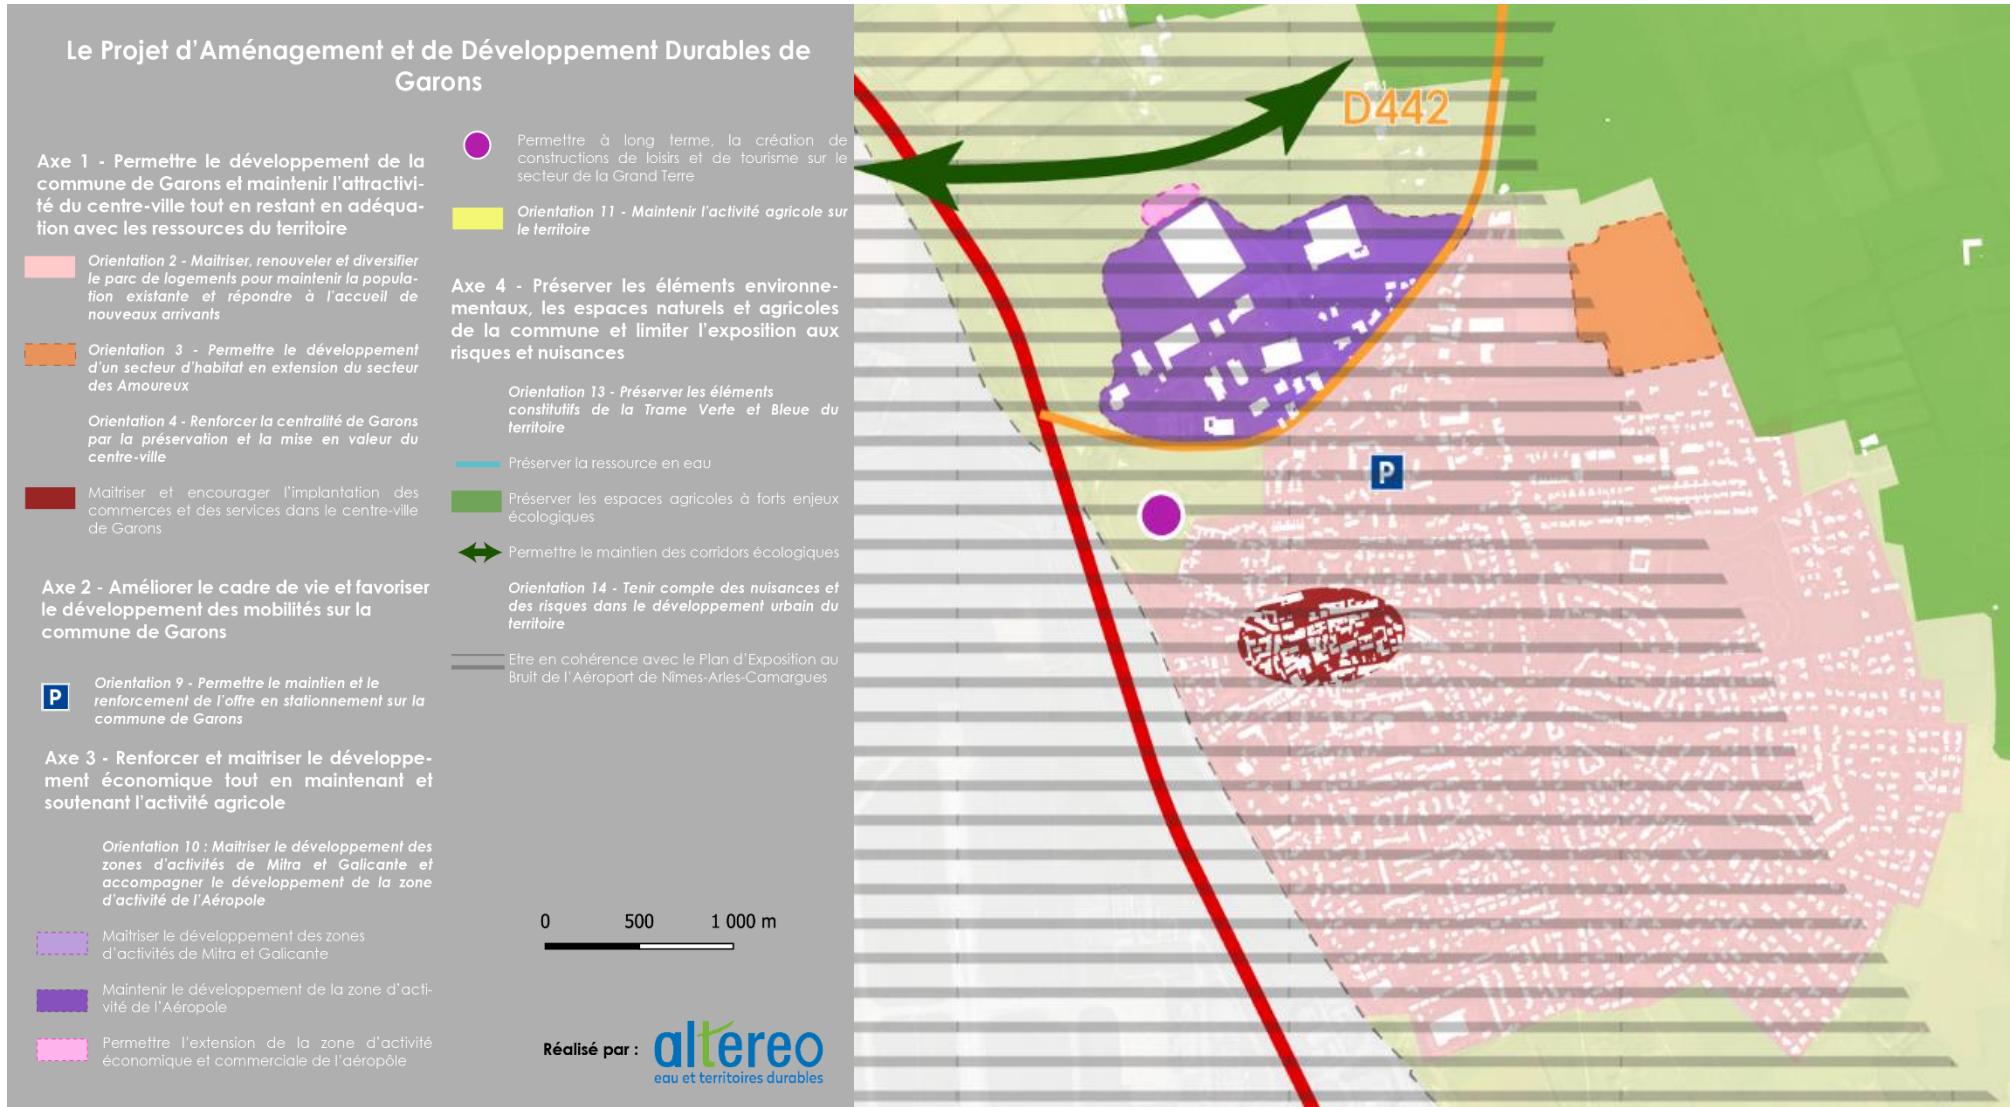 Le Projet d'Aménagement et de Développement Durables de
Garons
Axe 1 - Permettre le développement de la
commune de Garons et maintenir l'attractivi-
té du centre-ville tout en restant en adéqua-
tion avec les ressources du territoire
Orientation 2 - Maitriser, renouveler et diversifier
le parc de logements pour maintenir la popula-
tion existante et répondre à l'accueil de
nouveaux arrivants
Orientation 3 - Permettre le développement
d'un secteur d'habitat en extension du secteur
des Amoureux
Orientation 4 - Renforcer la centralité de Garons
par la préservation et la mise en valeur du
centre-ville
Maitriser et encourager l'implantation des
commerces et des services dans le centre-ville
de Garons
Axe 2 - Améliorer le cadre de vie et favoriser
le développement des mobilités sur la
commune de Garons
P
Orientation 9 - Permettre le maintien et le
renforcement de l'offre en stationnement sur la
commune de Garons
Axe 3 - Renforcer et maitriser le développe-
ment économique tout en maintenant et
soutenant l'activité agricole
Orientation 10 : Maitriser le développement des
zones d'activités de Mitra et Galicante et
accompagner le développement de la zone
d'activité de l'Aéropole
Maitriser le développement des zones
d'activités de Mitra et Galicante
Maintenir le développement de la zone d'acti-
vité de l'Aéropole
Permettre l'extension de la zone d'activité
économique et commerciale de l'aéropôle
Permettre à long terme, la création de
constructions de loisirs et de tourisme sur le
secteur de la Grand Terre
Orientation 11 - Maintenir l'activité agricole sur
le territoire
Axe 4 - Préserver les éléments environne-
mentaux, les espaces naturels et agricoles
de la commune et limiter l'exposition aux
risques et nuisances
Orientation 13 - Préserver les éléments
constitutifs de la Trame Verte et Bleue du
territoire
Préserver la ressource en eau
Préserver les espaces agricoles à forts enjeux
écologiques
Permettre le maintien des corridors écologiques
Orientation 14 - Tenir compte des nuisances et
des risques dans le développement urbain du
territoire
Etre en cohérence avec le Plan d'Exposition au
Bruit de l'Aéroport de Nîmes-Arles-Camargues
0 500 1 000 m
Réalisé par :
altereo
eau et territoires durables
D442
P